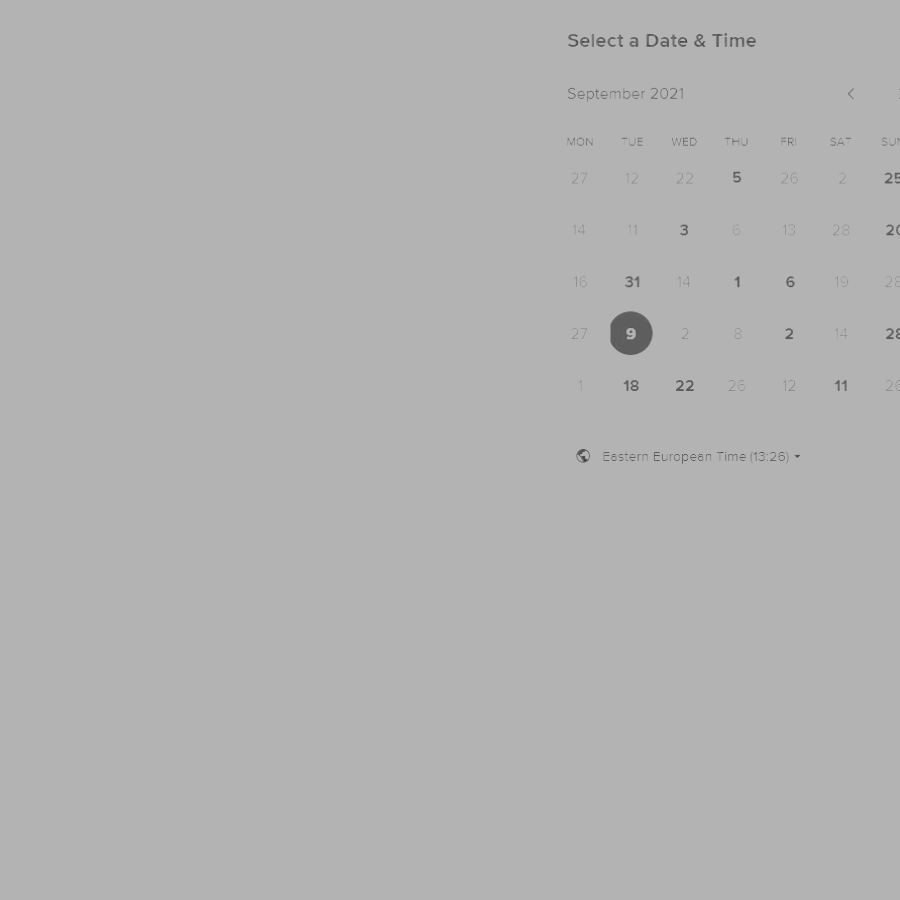 Select a Date & Time
September 2021
MON TUE WED THU FRI SAT SUN
27 12 22 5 26 2 25
14 11 3 6 13 28 20
16 31 14 1 6 19 28
27 9 2 8 2 14 28
1 18 22 26 12 11 26
Eastern European Time (13:26)